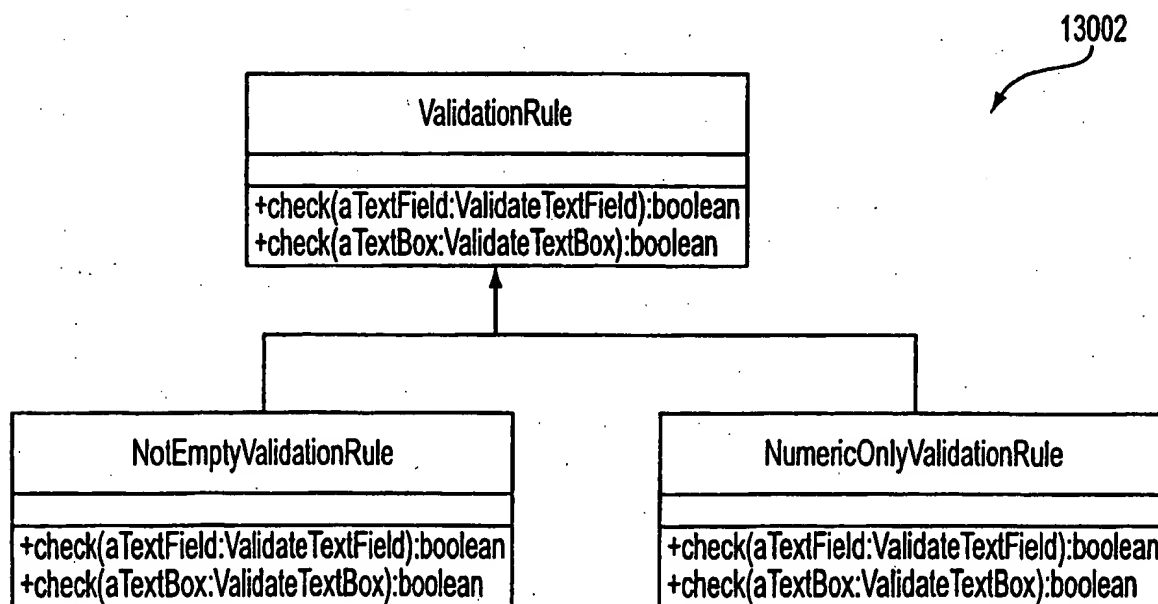 13002
ValidationRule
+check(aTextField:ValidateTextField):boolean
+check(aTextBox:ValidateTextBox):boolean
NotEmptyValidationRule
+check(aTextField:ValidateTextField):boolean
+check(aTextBox:ValidateTextBox):boolean
NumericOnlyValidationRule
+check(aTextField:ValidateTextField):boolean
+check(aTextBox:ValidateTextBox):boolean